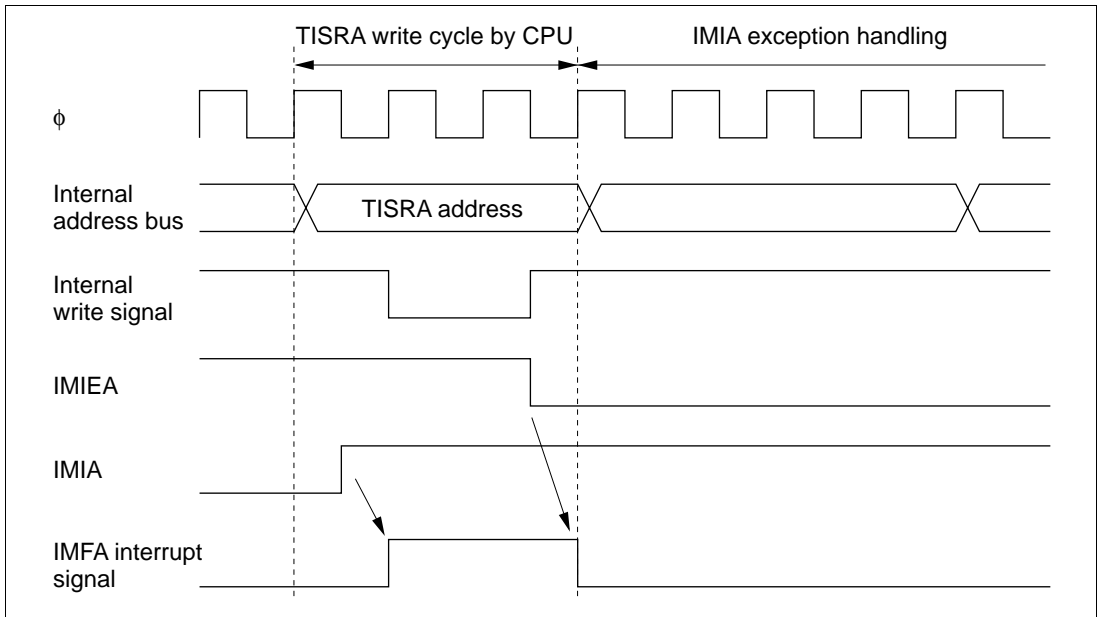 TISRA write cycle by CPU
IMIA exception handling
ϕ
Internal
address bus
TISRA address
Internal
write signal
IMIEA
IMIA
IMFA interrupt
signal